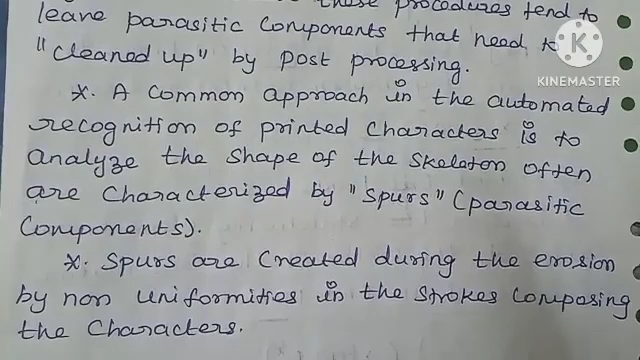 these procedures tend to
leave parasitic components that need to
"cleaned up" by post processing.
*. A common approach in the automated
recognition of printed characters is to
analyze the shape of the skelaton often
are characterized by "spurs" (parasitic
components).
*. spurs are created during the erosion
by non uniformities in the strokes composing
the characters.
KINEMASTER